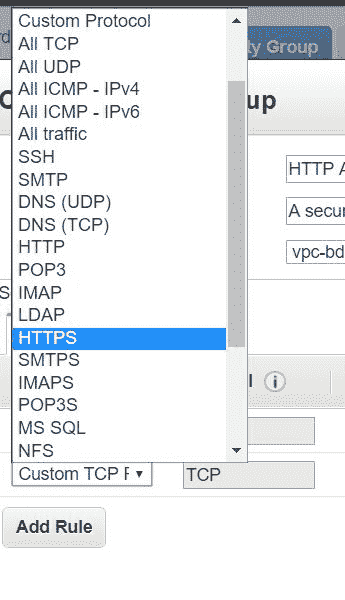 Custom Protocol
All TCP
ty Group
All UDP
All ICMP - IPv4
All ICMP - IPv6
up
All traffic
SSH
HTTP A
SMTP
DNS (UDP)
A secur
DNS (TCP)
HTTP
vpc-bd
POP3
IMAP
LDAP
HTTPS
SMTPS
IMAPS
POP3S
MS SQL
NFS
Custom TCP F
TCP
Add Rule